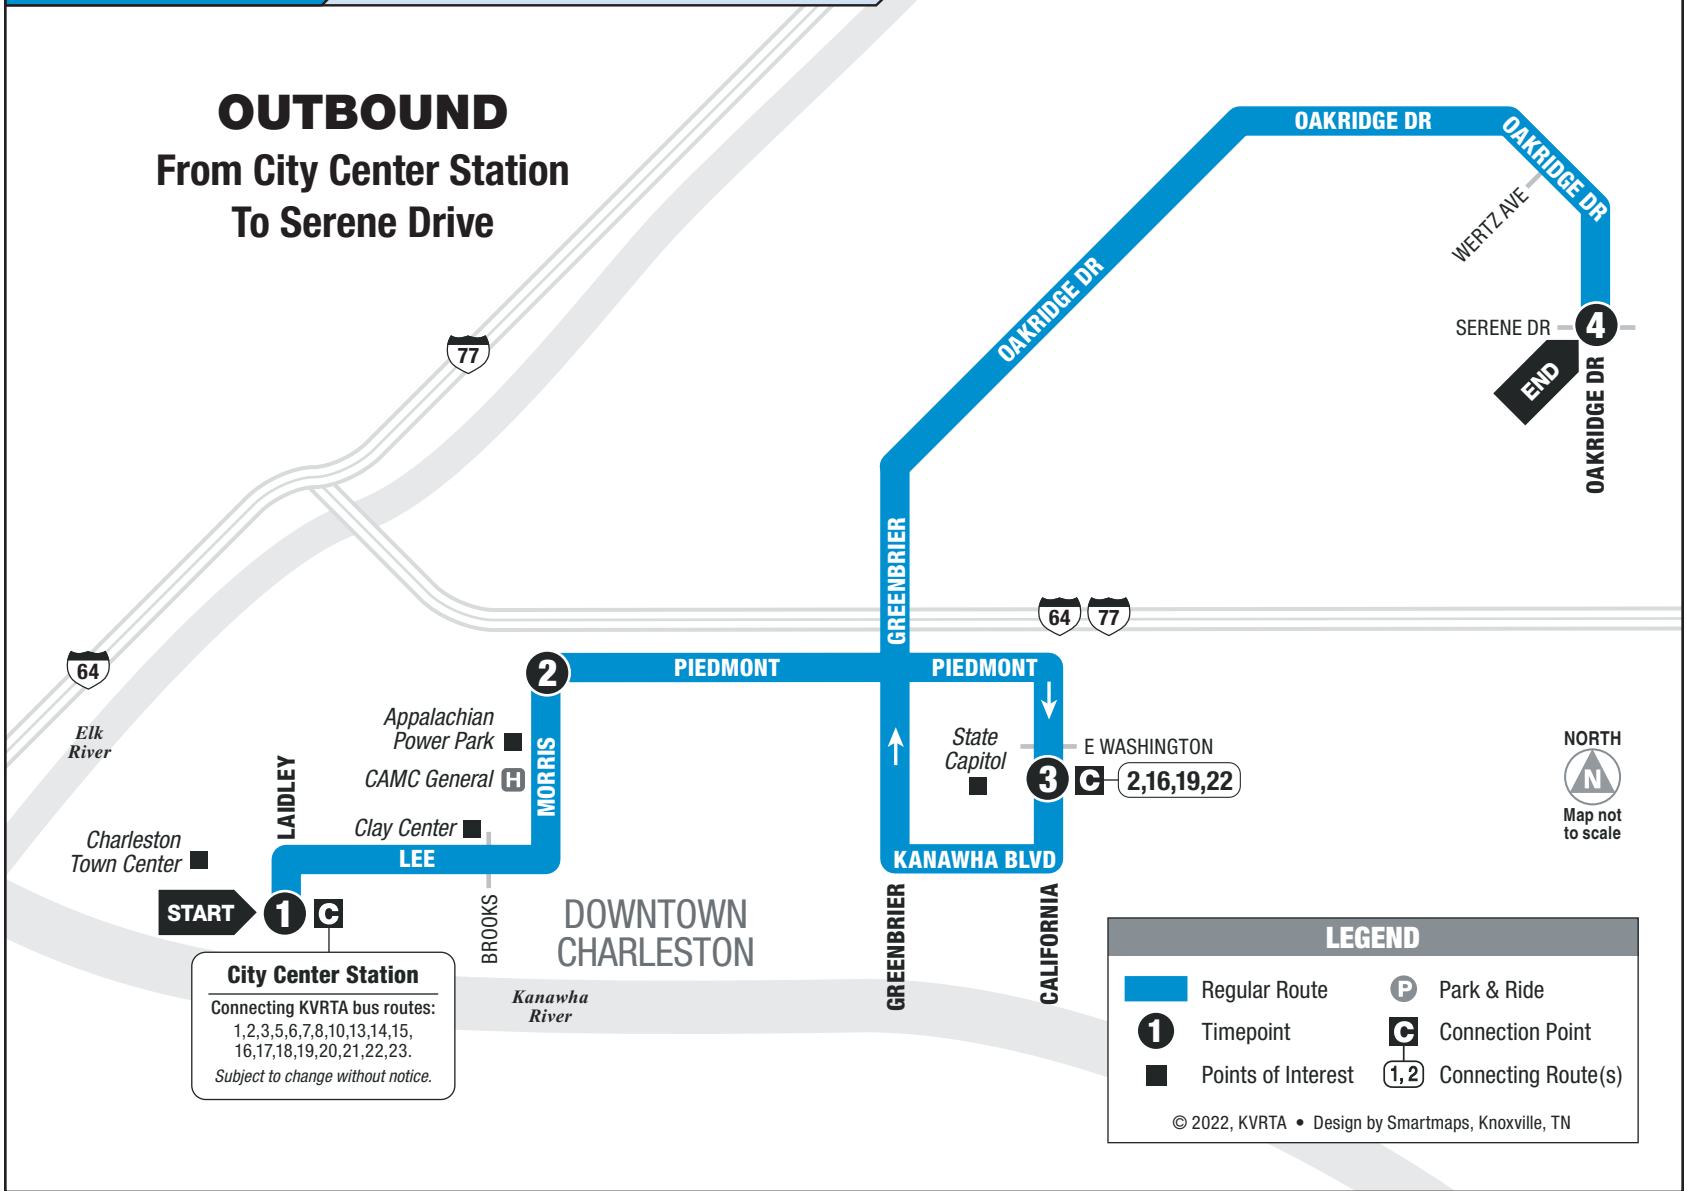 OUTBOUND
From City Center Station
To Serene Drive
OAKRIDGE DR
OAKRIDGE DR
WERTZ AVE
OAKRIDGE DR
77
SERENE DR
4
END
OAKRIDGE DR
GREENBRIER
64
77
64
2
PIEDMONT
PIEDMONT
Elk
River
Appalachian
Power Park
CAMC General
H
MORRIS
Clay Center
State
Capitol
E WASHINGTON
3
C
2,16,19,22
NORTH
N
Map not
to scale
LAIDLEY
Charleston
Town Center
LEE
KANAWHA BLVD
START
1
C
BROOKS
DOWNTOWN
CHARLESTON
GREENBRIER
CALIFORNIA
City Center Station
Connecting KVRTA bus routes:
1,2,3,5,6,7,8,10,13,14,15,
16,17,18,19,20,21,22,23.
Subject to change without notice.
Kanawha
River
LEGEND
Regular Route
P
Park & Ride
1
Timepoint
C
Connection Point
Points of Interest
1, 2
Connecting Route(s)
© 2022, KVRTA • Design by Smartmaps, Knoxville, TN